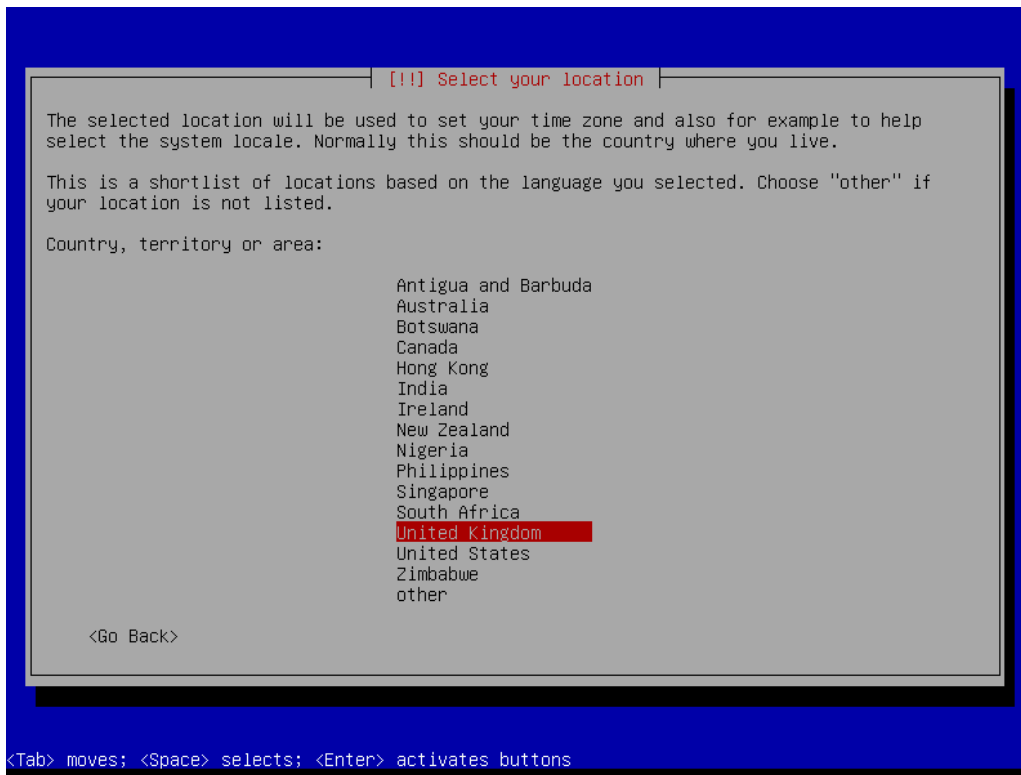 [!!] Select your location
The selected location will be used to set your time zone and also for example to help
select the system locale. Normally this should be the country where you live.
This is a shortlist of locations based on the language you selected. Choose "other" if
your location is not listed.
Country, territory or area:
Antigua and Barbuda
Australia
Botswana
Canada
Hong Kong
India
Ireland
New Zealand
Nigeria
Philippines
Singapore
South Africa
United Kingdom
United States
Zimbabwe
other
<Go Back>
<Tab> moves; <Space> selects; <Enter> activates buttons